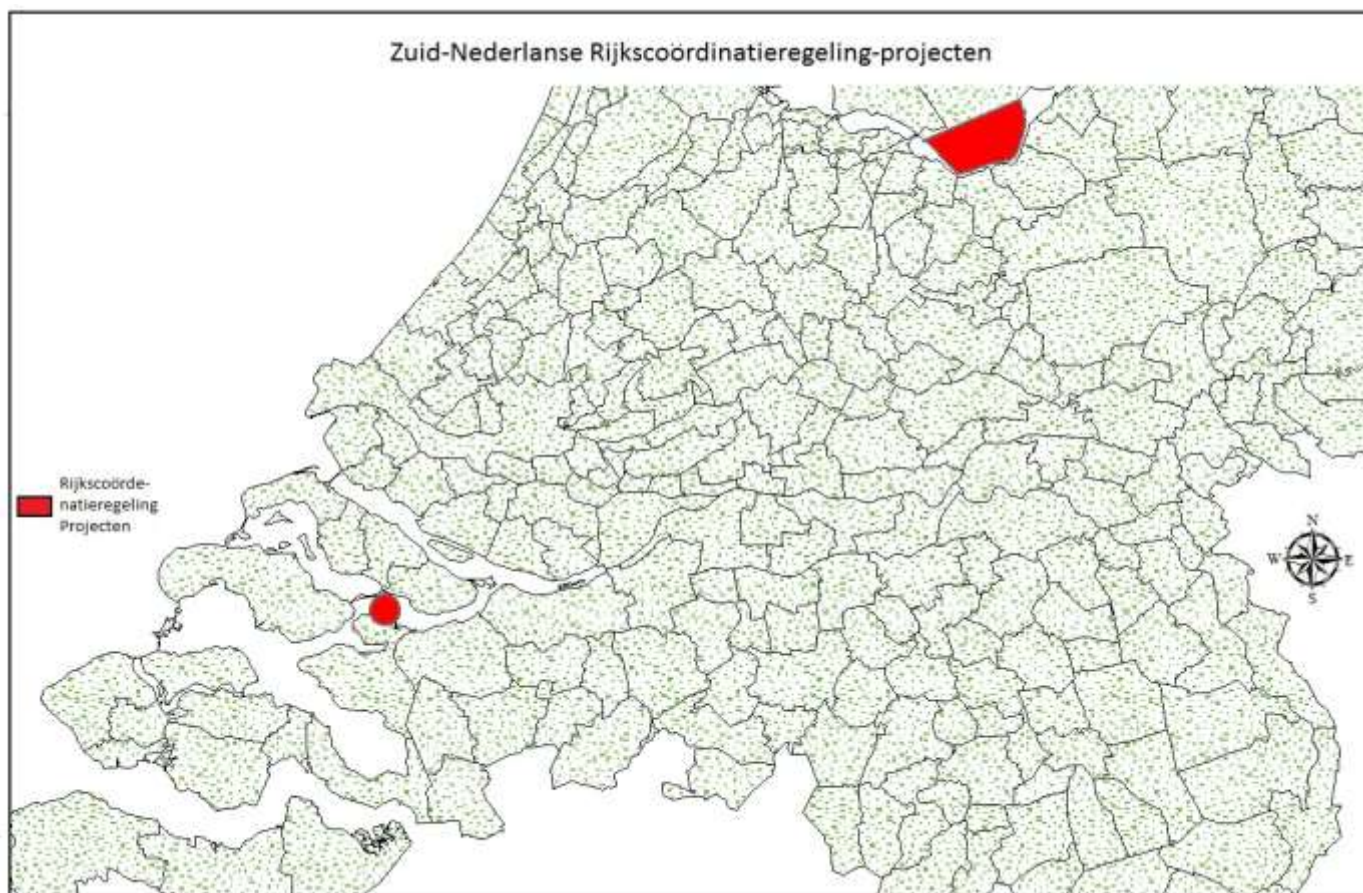 Zuid-Nederlanse Rijkscoördinatieregeling-projecten
Rijkscoörde-
natieregeling
Projecten
N
W E
S